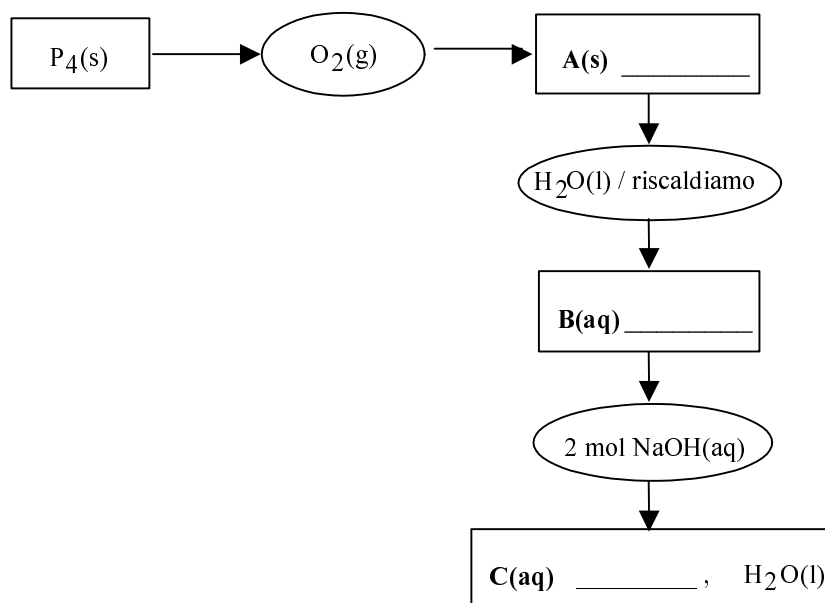 P4(s)
O2(g)
A(s) _________
H2O(l) / riscaldiamo
B(aq) _________
2 mol NaOH(aq)
C(aq) _________ , H2O(l)